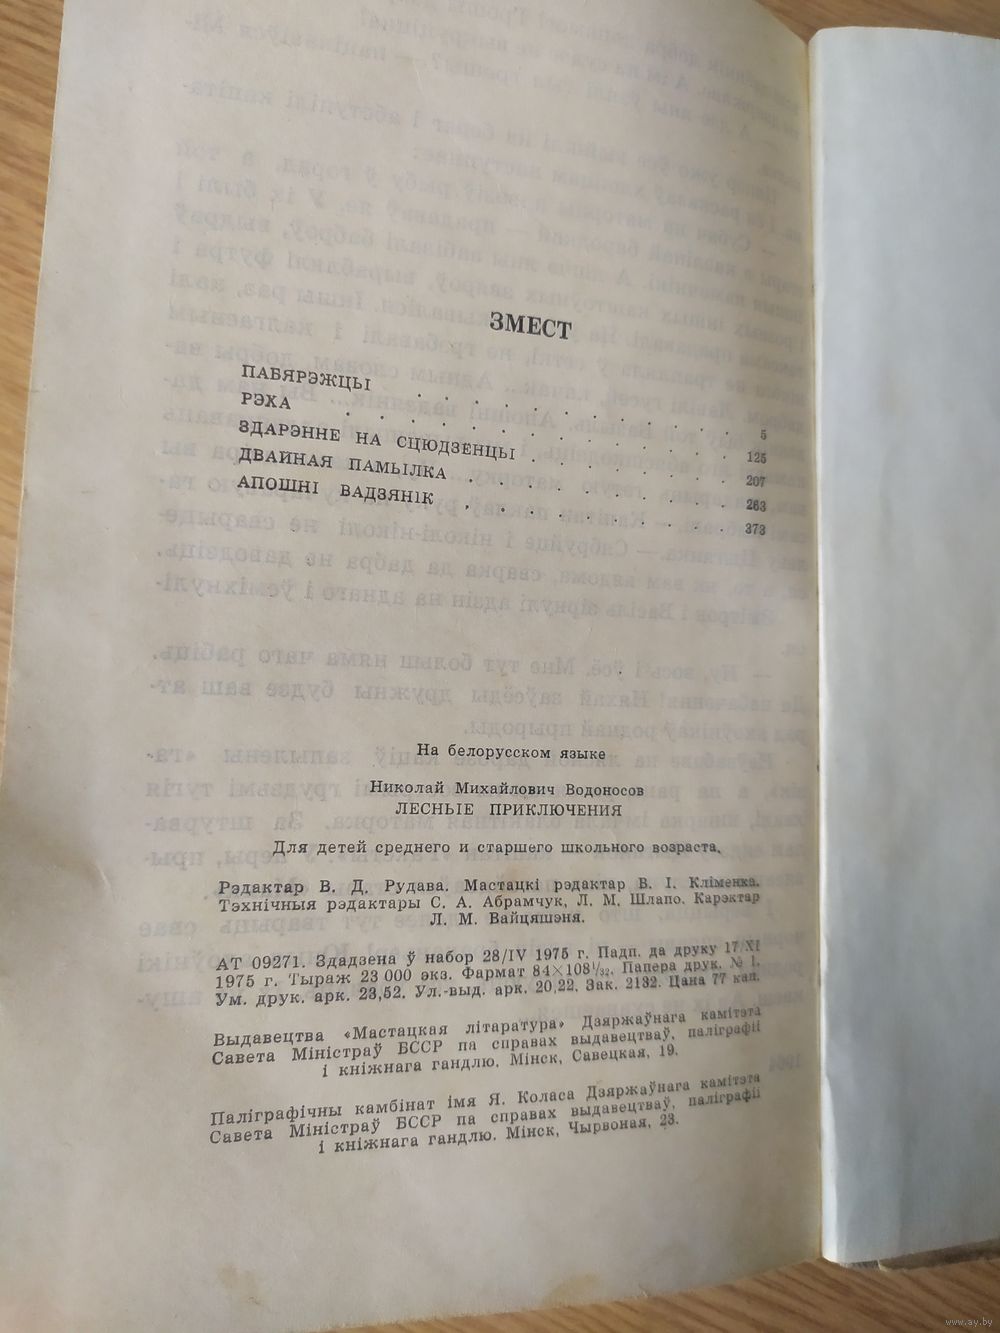 ЗМЕСТ
ПАБЯРЭЖЦЫ . . . . . . . . . . . 5
РЭХА . . . . . . . . . . . . . 125
ЗДАРЭННЕ НА СЦЮДЗЁНЦЫ . . . . . . . 207
ДВАЙНАЯ ПАМЫЛКА . . . . . . . . . 263
АПОШНІ ВАДЗЯНІК . . . . . . . . . 373
На белорусском языке
Николай Михайлович Водоносов
ЛЕСНЫЕ ПРИКЛЮЧЕНИЯ
Для детей среднего и старшего школьного возраста.
Рэдактар В. Д. Рудава. Мастацкі рэдактар В. І. Кліменка.
Тэхнічныя рэдактары С. А. Абрамчук, Л. М. Шлапо. Карэктар
Л. М. Вайцяшэня.
АТ 09271. Здадзена ў набор 28/IV 1975 г. Падп. да друку 17/XI
1975 г. Тыраж 23 000 экз. Фармат 84×108¹/₃₂. Папера друк. № 1.
Ум. друк. арк. 23,52. Ул.-выд. арк. 20,22. Зак. 2132. Цана 77 кап.
Выдавецтва «Мастацкая літаратура» Дзяржаўнага камітэта
Савета Міністраў БССР па справах выдавецтваў, паліграфіі
і кніжнага гандлю. Мінск, Савецкая, 19.
Паліграфічны камбінат імя Я. Коласа Дзяржаўнага камітэта
Савета Міністраў БССР па справах выдавецтваў, паліграфіі
і кніжнага гандлю. Мінск, Чырвоная, 23.
www.ay.by